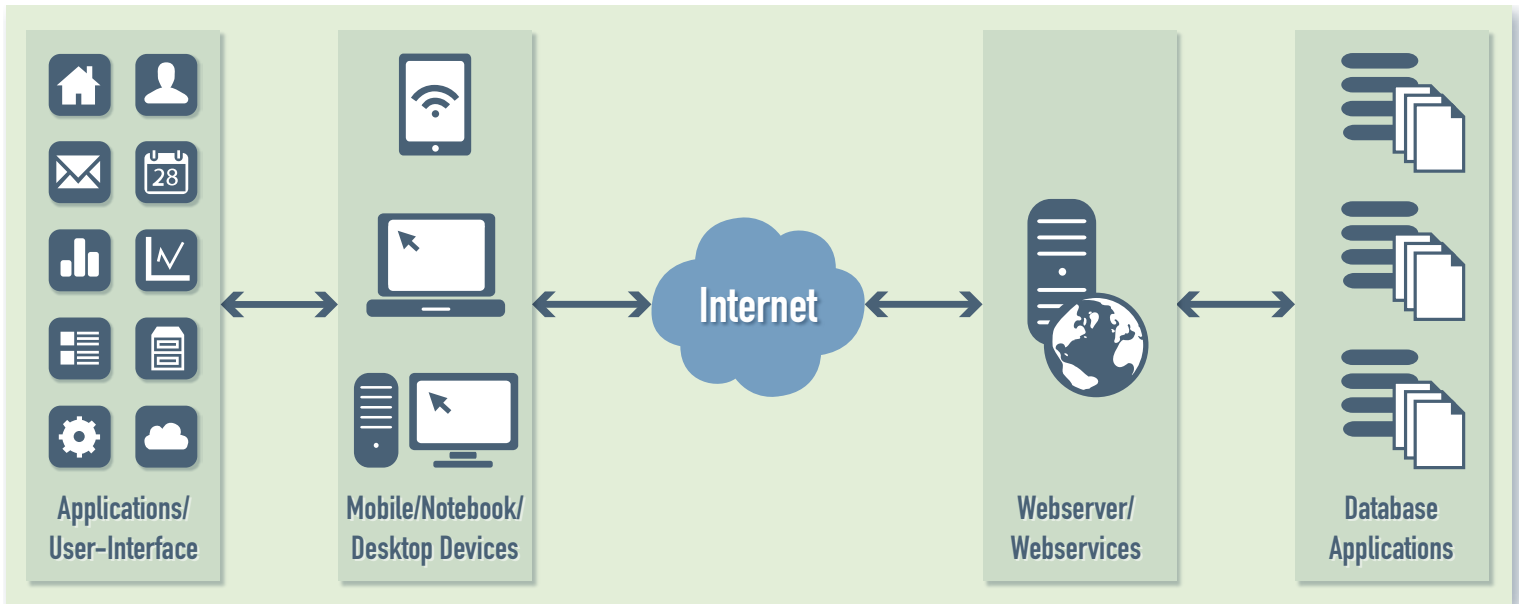 28
Internet
Applications/
User-Interface
Mobile/Notebook/
Desktop Devices
Webserver/
Webservices
Database
Applications